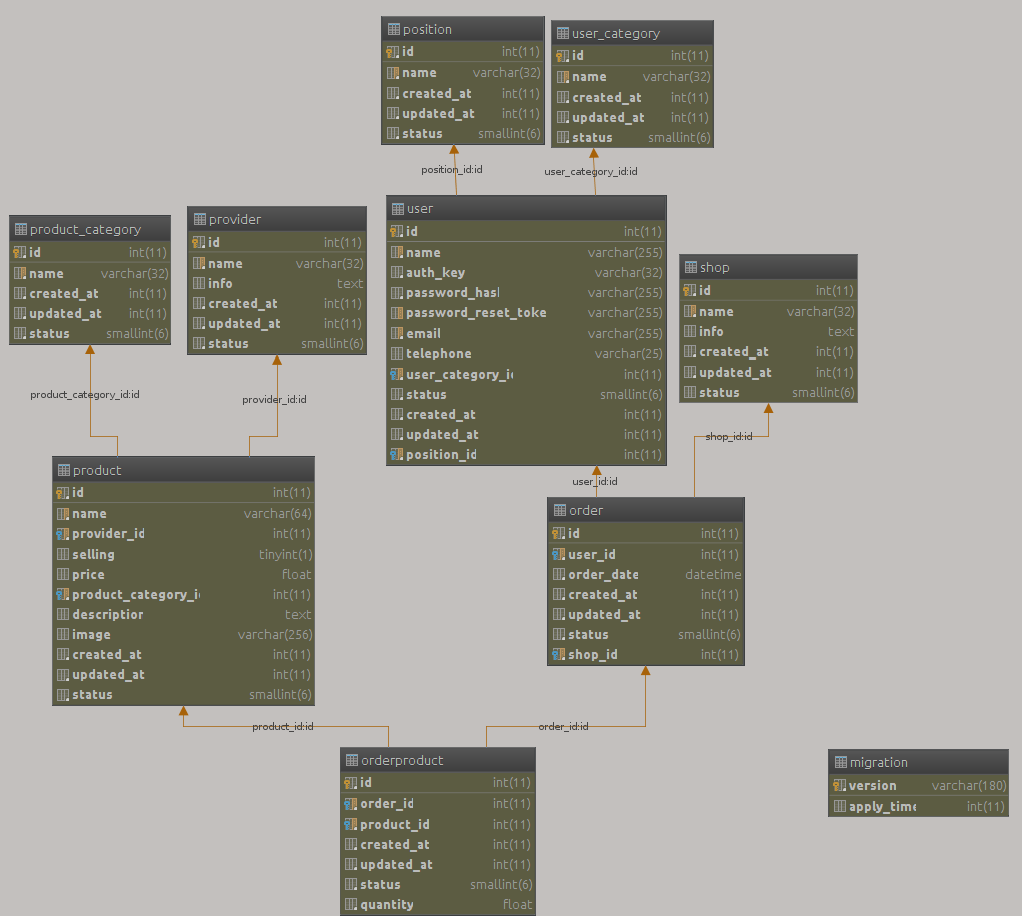 position
id int(11)
name varchar(32)
created_at int(11)
updated_at int(11)
status smallint(6)
user_category
id int(11)
name varchar(32)
created_at int(11)
updated_at int(11)
status smallint(6)
position_id:id
user_category_id:id
product_category
id int(11)
name varchar(32)
created_at int(11)
updated_at int(11)
status smallint(6)
provider
id int(11)
name varchar(32)
info text
created_at int(11)
updated_at int(11)
status smallint(6)
user
id int(11)
name varchar(255)
auth_key varchar(32)
password_hasl varchar(255)
password_reset_toke varchar(255)
email varchar(255)
telephone varchar(25)
user_category_i int(11)
status smallint(6)
created_at int(11)
updated_at int(11)
position_id int(11)
shop
id int(11)
name varchar(32)
info text
created_at int(11)
updated_at int(11)
status smallint(6)
product_category_id:id
provider_id:id
shop_id:id
user_id:id
product
id int(11)
name varchar(64)
provider_id int(11)
selling tinyint(1)
price float
product_category_i int(11)
description text
image varchar(256)
created_at int(11)
updated_at int(11)
status smallint(6)
order
id int(11)
user_id int(11)
order_date datetime
created_at int(11)
updated_at int(11)
status smallint(6)
shop_id int(11)
product_id:id
order_id:id
orderproduct
id int(11)
order_id int(11)
product_id int(11)
created_at int(11)
updated_at int(11)
status smallint(6)
quantity float
migration
version varchar(180)
apply_time int(11)